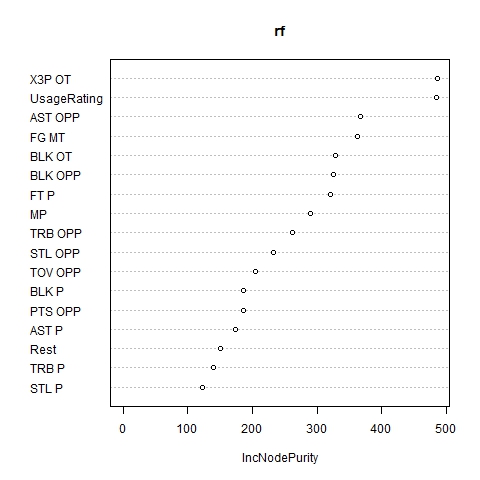 rf
X3P OT
UsageRating
AST OPP
FG MT
BLK OT
BLK OPP
FT P
MP
TRB OPP
STL OPP
TOV OPP
BLK P
PTS OPP
AST P
Rest
TRB P
STL P
0 100 200 300 400 500
IncNodePurity